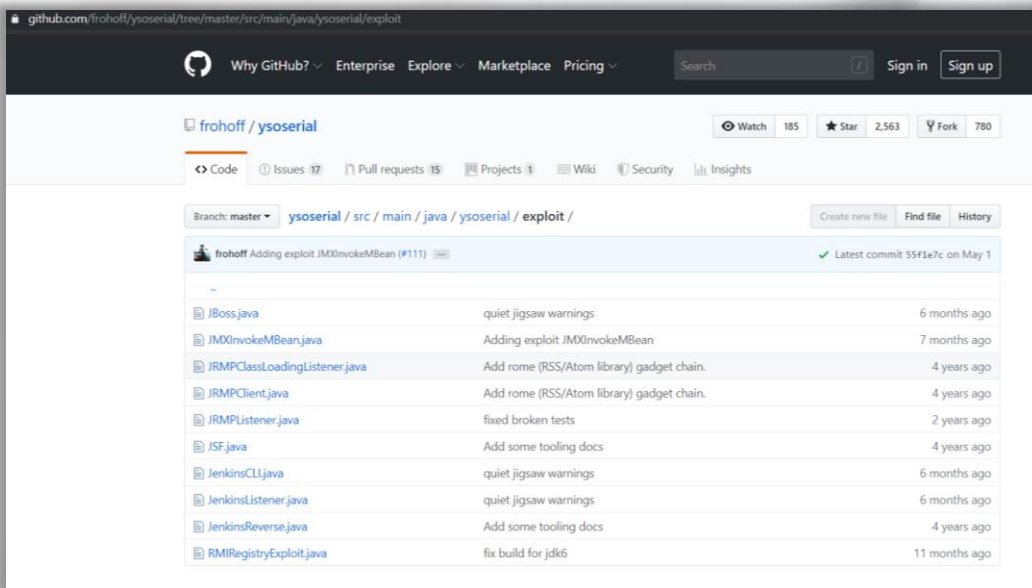 github.com/frohoff/ysoserial/tree/master/src/main/java/ysoserial/exploit
Why GitHub? Enterprise Explore Marketplace Pricing Search / Sign in Sign up
frohoff / ysoserial Watch 185 Star 2,563 Fork 780
Code Issues 17 Pull requests 15 Projects 1 Wiki Security Insights
Branch: master ysoserial / src / main / java / ysoserial / exploit / Create new file Find file History
frohoff Adding exploit JMXInvokeMBean (#111) ... Latest commit 55f1e7c on May 1
..
JBoss.java quiet jigsaw warnings 6 months ago
JMXInvokeMBean.java Adding exploit JMXInvokeMBean 7 months ago
JRMPClassLoadingListener.java Add rome (RSS/Atom library) gadget chain. 4 years ago
JRMPClient.java Add rome (RSS/Atom library) gadget chain. 4 years ago
JRMPListener.java fixed broken tests 2 years ago
JSF.java Add some tooling docs 4 years ago
JenkinsCLI.java quiet jigsaw warnings 6 months ago
JenkinsListener.java quiet jigsaw warnings 6 months ago
JenkinsReverse.java Add some tooling docs 4 years ago
RMIRegistryExploit.java fix build for jdk6 11 months ago